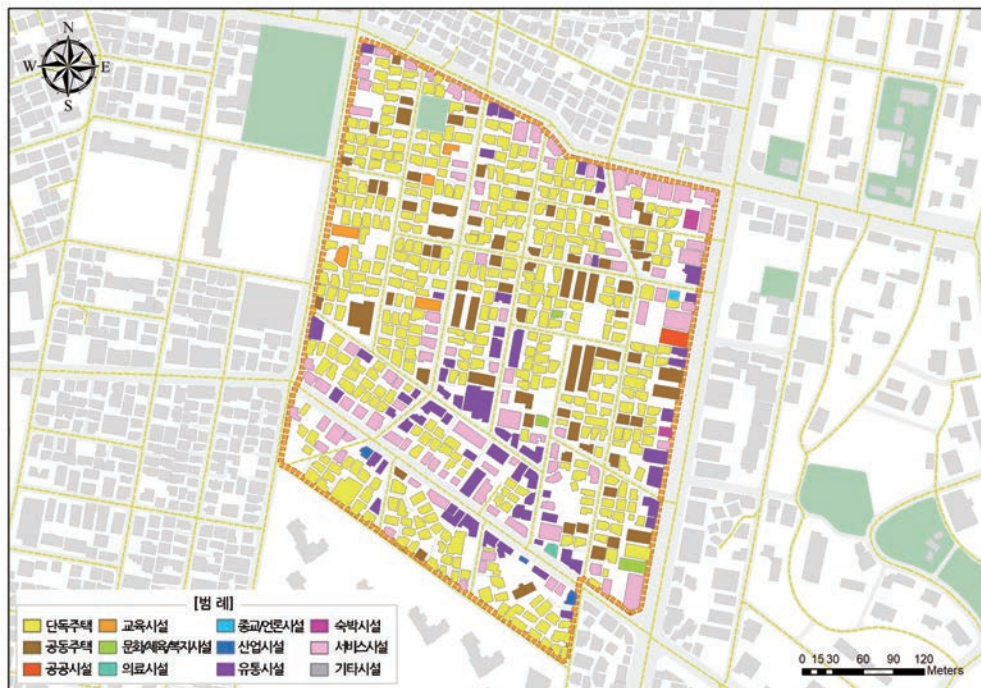 N
W E
S
[범 례]
단독주택 교육시설 종교/언론시설 숙박시설
공동주택 문화/체육/복지시설 산업시설 서비스시설
공공시설 의료시설 유통시설 기타시설
0 15 30 60 90 120
Meters